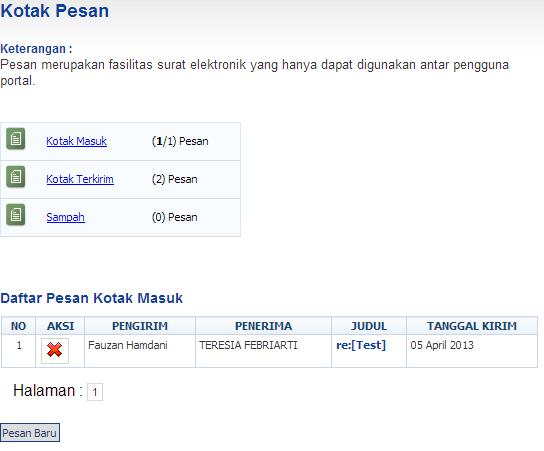 Kotak Pesan
Keterangan :
Pesan merupakan fasilitas surat elektronik yang hanya dapat digunakan antar pengguna
portal.
Kotak Masuk (1/1) Pesan
Kotak Terkirim (2) Pesan
Sampah (0) Pesan
Daftar Pesan Kotak Masuk
NO AKSI PENGIRIM PENERIMA JUDUL TANGGAL KIRIM
1 Fauzan Hamdani TERESIA FEBRIARTI re:[Test] 05 April 2013
Halaman : 1
Pesan Baru